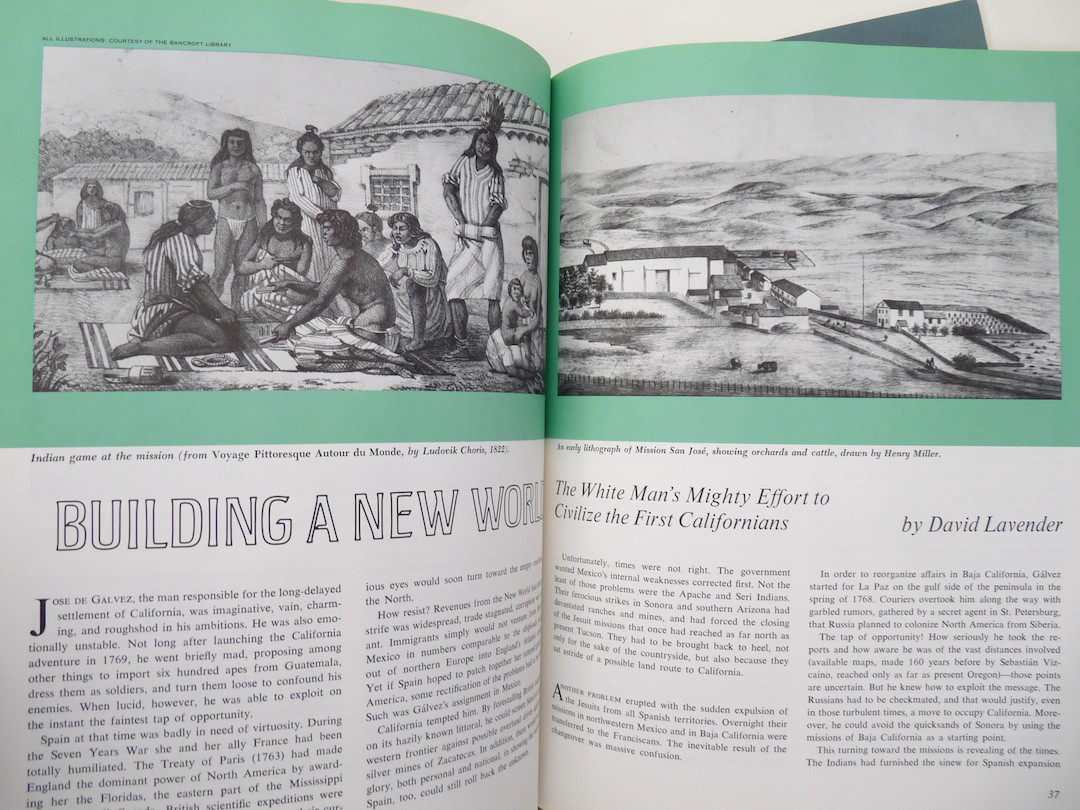 ALL ILLUSTRATIONS: COURTESY OF THE BANCROFT LIBRARY
Indian game at the mission (from Voyage Pittoresque Autour du Monde, by Ludovik Choris, 1822).
BUILDING A NEW WORL
JOSE DE GALVEZ, the man responsible for the long-delayed
settlement of California, was imaginative, vain, charm-
ing, and roughshod in his ambitions. He was also emo-
tionally unstable. Not long after launching the California
adventure in 1769, he went briefly mad, proposing among
other things to import six hundred apes from Guatemala,
dress them as soldiers, and turn them loose to confound his
enemies. When lucid, however, he was able to exploit on
the instant the faintest tap of opportunity.
Spain at that time was badly in need of virtuosity. During
the Seven Years War she and her ally France had been
totally humiliated. The Treaty of Paris (1763) had made
England the dominant power of North America by award-
ing her the Floridas, the eastern part of the Mississippi
British scientific expeditions were
ious eyes would soon turn toward the empty
the North.
How resist? Revenues from the New World had
strife was widespread, trade stagnated, corruption
ant. Immigrants simply would not venture
Mexico in numbers comparable to the
out of northern Europe into England's
Yet if Spain hoped to patch together her
America, some rectification of the problems had to
Such was Gálvez's assignment in Mexico.
California tempted him. By forestalling British
on its hazily known littoral, he could screen
western frontier against possible overland
silver mines of Zacatecas. In addition, there
glory, both personal and national, in showing
Spain, too, could still roll back the unknown.
An early lithograph of Mission San José, showing orchards and cattle, drawn by Henry Miller.
The White Man's Mighty Effort to
Civilize the First Californians
by David Lavender
Unfortunately, times were not right. The government
wanted Mexico's internal weaknesses corrected first. Not the
least of those problems were the Apache and Seri Indians.
Their ferocious strikes in Sonora and southern Arizona had
devastated ranches and mines, and had forced the closing
of the Jesuit missions that once had reached as far north as
present Tucson. They had to be brought back to heel, not
only for the sake of the countryside, but also because they
sat astride of a possible land route to California.
ANOTHER PROBLEM erupted with the sudden expulsion of
the Jesuits from all Spanish territories. Overnight their
missions in northwestern Mexico and in Baja California were
transferred to the Franciscans. The inevitable result of the
changeover was massive confusion.
In order to reorganize affairs in Baja California, Gálvez
started for La Paz on the gulf side of the peninsula in the
spring of 1768. Couriers overtook him along the way with
garbled rumors, gathered by a secret agent in St. Petersburg,
that Russia planned to colonize North America from Siberia.
The tap of opportunity! How seriously he took the re-
ports and how aware he was of the vast distances involved
(available maps, made 160 years before by Sebastián Viz-
caíno, reached only as far as present Oregon)—those points
are uncertain. But he knew how to exploit the message. The
Russians had to be checkmated, and that would justify, even
in those turbulent times, a move to occupy California. More-
over, he could avoid the quicksands of Sonora by using the
missions of Baja California as a starting point.
This turning toward the missions is revealing of the times.
The Indians had furnished the sinew for Spanish expansion
37